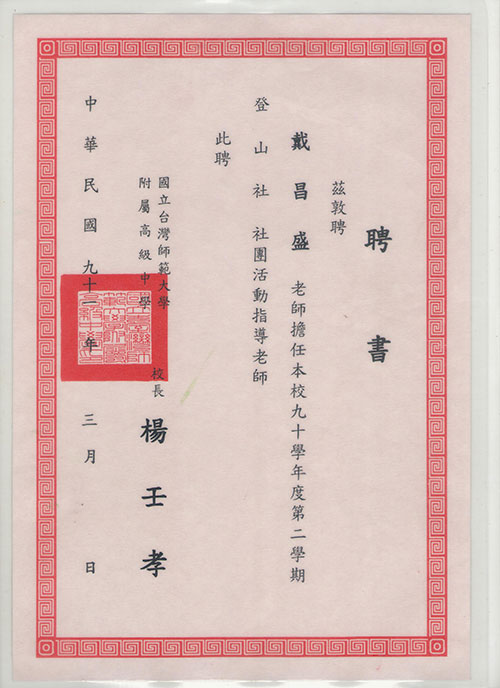 聘書
茲敦聘
戴昌盛 老師擔任本校九十學年度第二學期
登山社 社團活動指導老師
此聘
國立台灣師範大學
附屬高級中學
校長 楊壬孝
中華民國九十一年三月 日